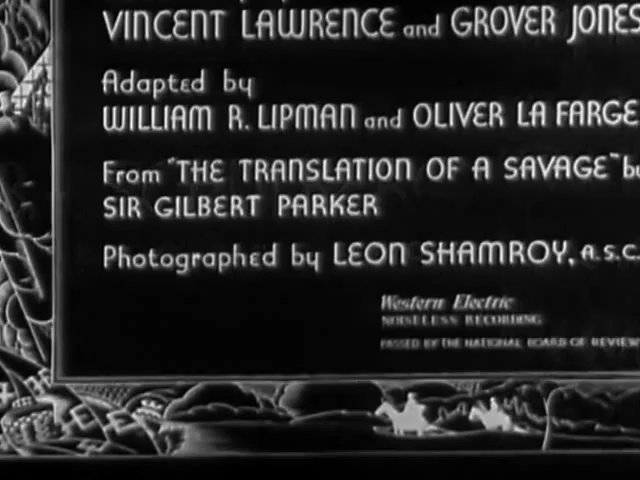 VINCENT LAWRENCE and GROVER JONES
Adapted by
WILLIAM R. LIPMAN and OLIVER LA FARGE
From "THE TRANSLATION OF A SAVAGE" by
SIR GILBERT PARKER
Photographed by LEON SHAMROY, A.S.C.
Western Electric
NOISELESS RECORDING
PASSED BY THE NATIONAL BOARD OF REVIEW